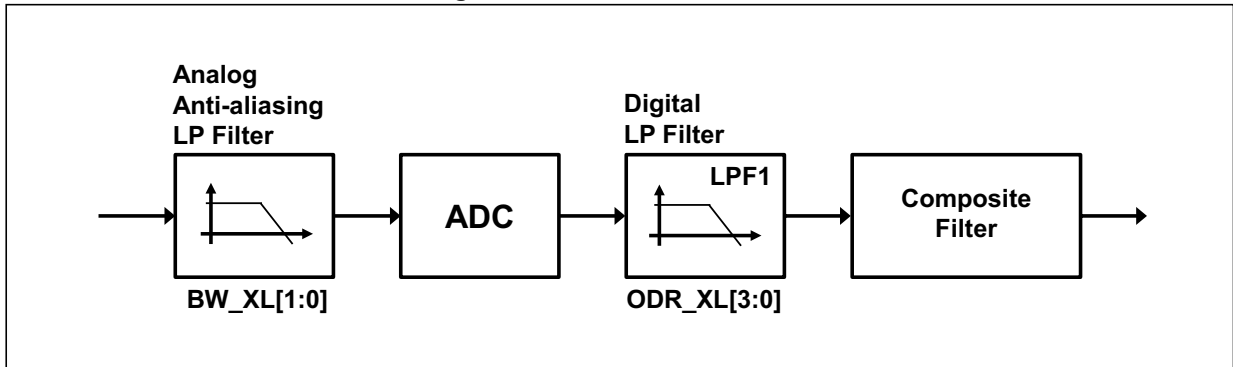 Analog
Anti-aliasing
LP Filter
BW_XL[1:0]
ADC
Digital
LP Filter
LPF1
ODR_XL[3:0]
Composite
Filter